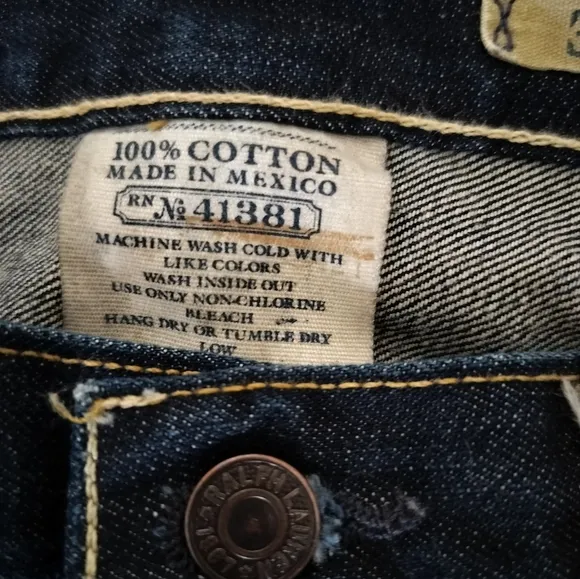 3
100% COTTON
MADE IN MEXICO
RN № 41381
MACHINE WASH COLD WITH
LIKE COLORS
WASH INSIDE OUT
USE ONLY NON-CHLORINE
BLEACH
HANG DRY OR TUMBLE DRY
LOW
RALPH LAUREN